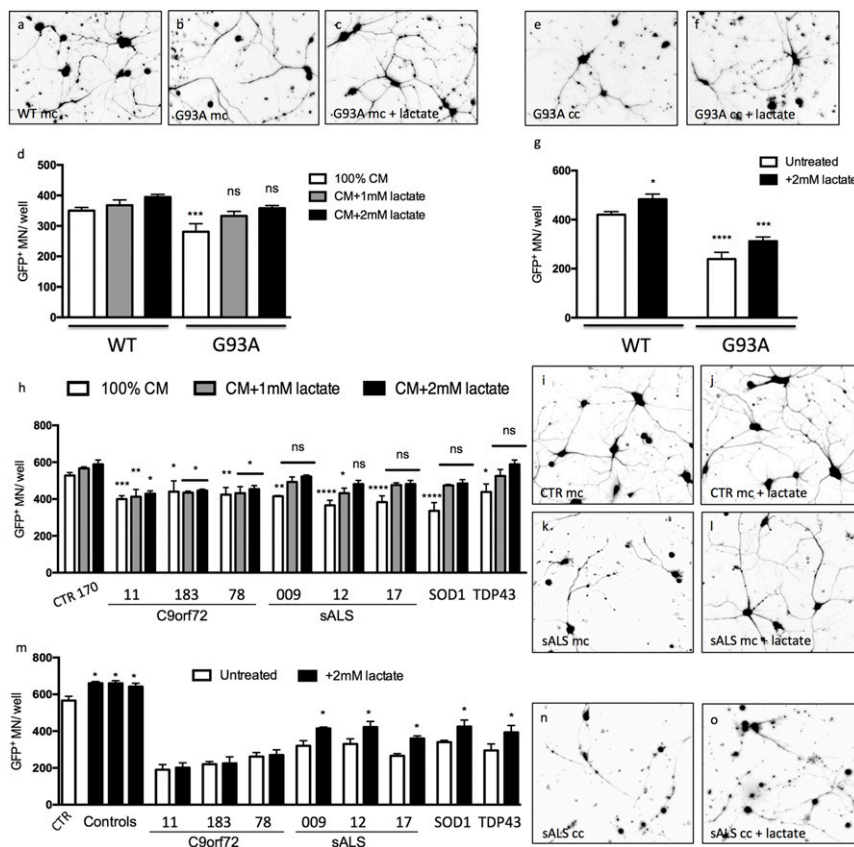 a
b
c
WT mc
G93A mc
G93A mc + lactate
e
f
G93A cc
G93A cc + lactate
d
GFP⁺ MN/ well
400
300
200
100
0
***
ns
ns
100% CM
CM+1mM lactate
CM+2mM lactate
WT
G93A
g
GFP⁺ MN/ well
600
400
200
0
*
****
***
Untreated
+2mM lactate
WT
G93A
h
100% CM
CM+1mM lactate
CM+2mM lactate
GFP⁺ MN/ well
800
600
400
200
0
*** ** *
* *
** *
** ns
**** * ns
**** ns
**** ns
* ns
CTR 170
11 183 78 009 12 17 SOD1 TDP43
C9orf72 sALS
i
CTR mc
j
CTR mc + lactate
k
sALS mc
l
sALS mc + lactate
m
Untreated
+2mM lactate
GFP⁺ MN/ well
800
600
400
200
0
* * *
* * * * *
CTR Controls
11 183 78 009 12 17 SOD1 TDP43
C9orf72 sALS
n
sALS cc
o
sALS cc + lactate